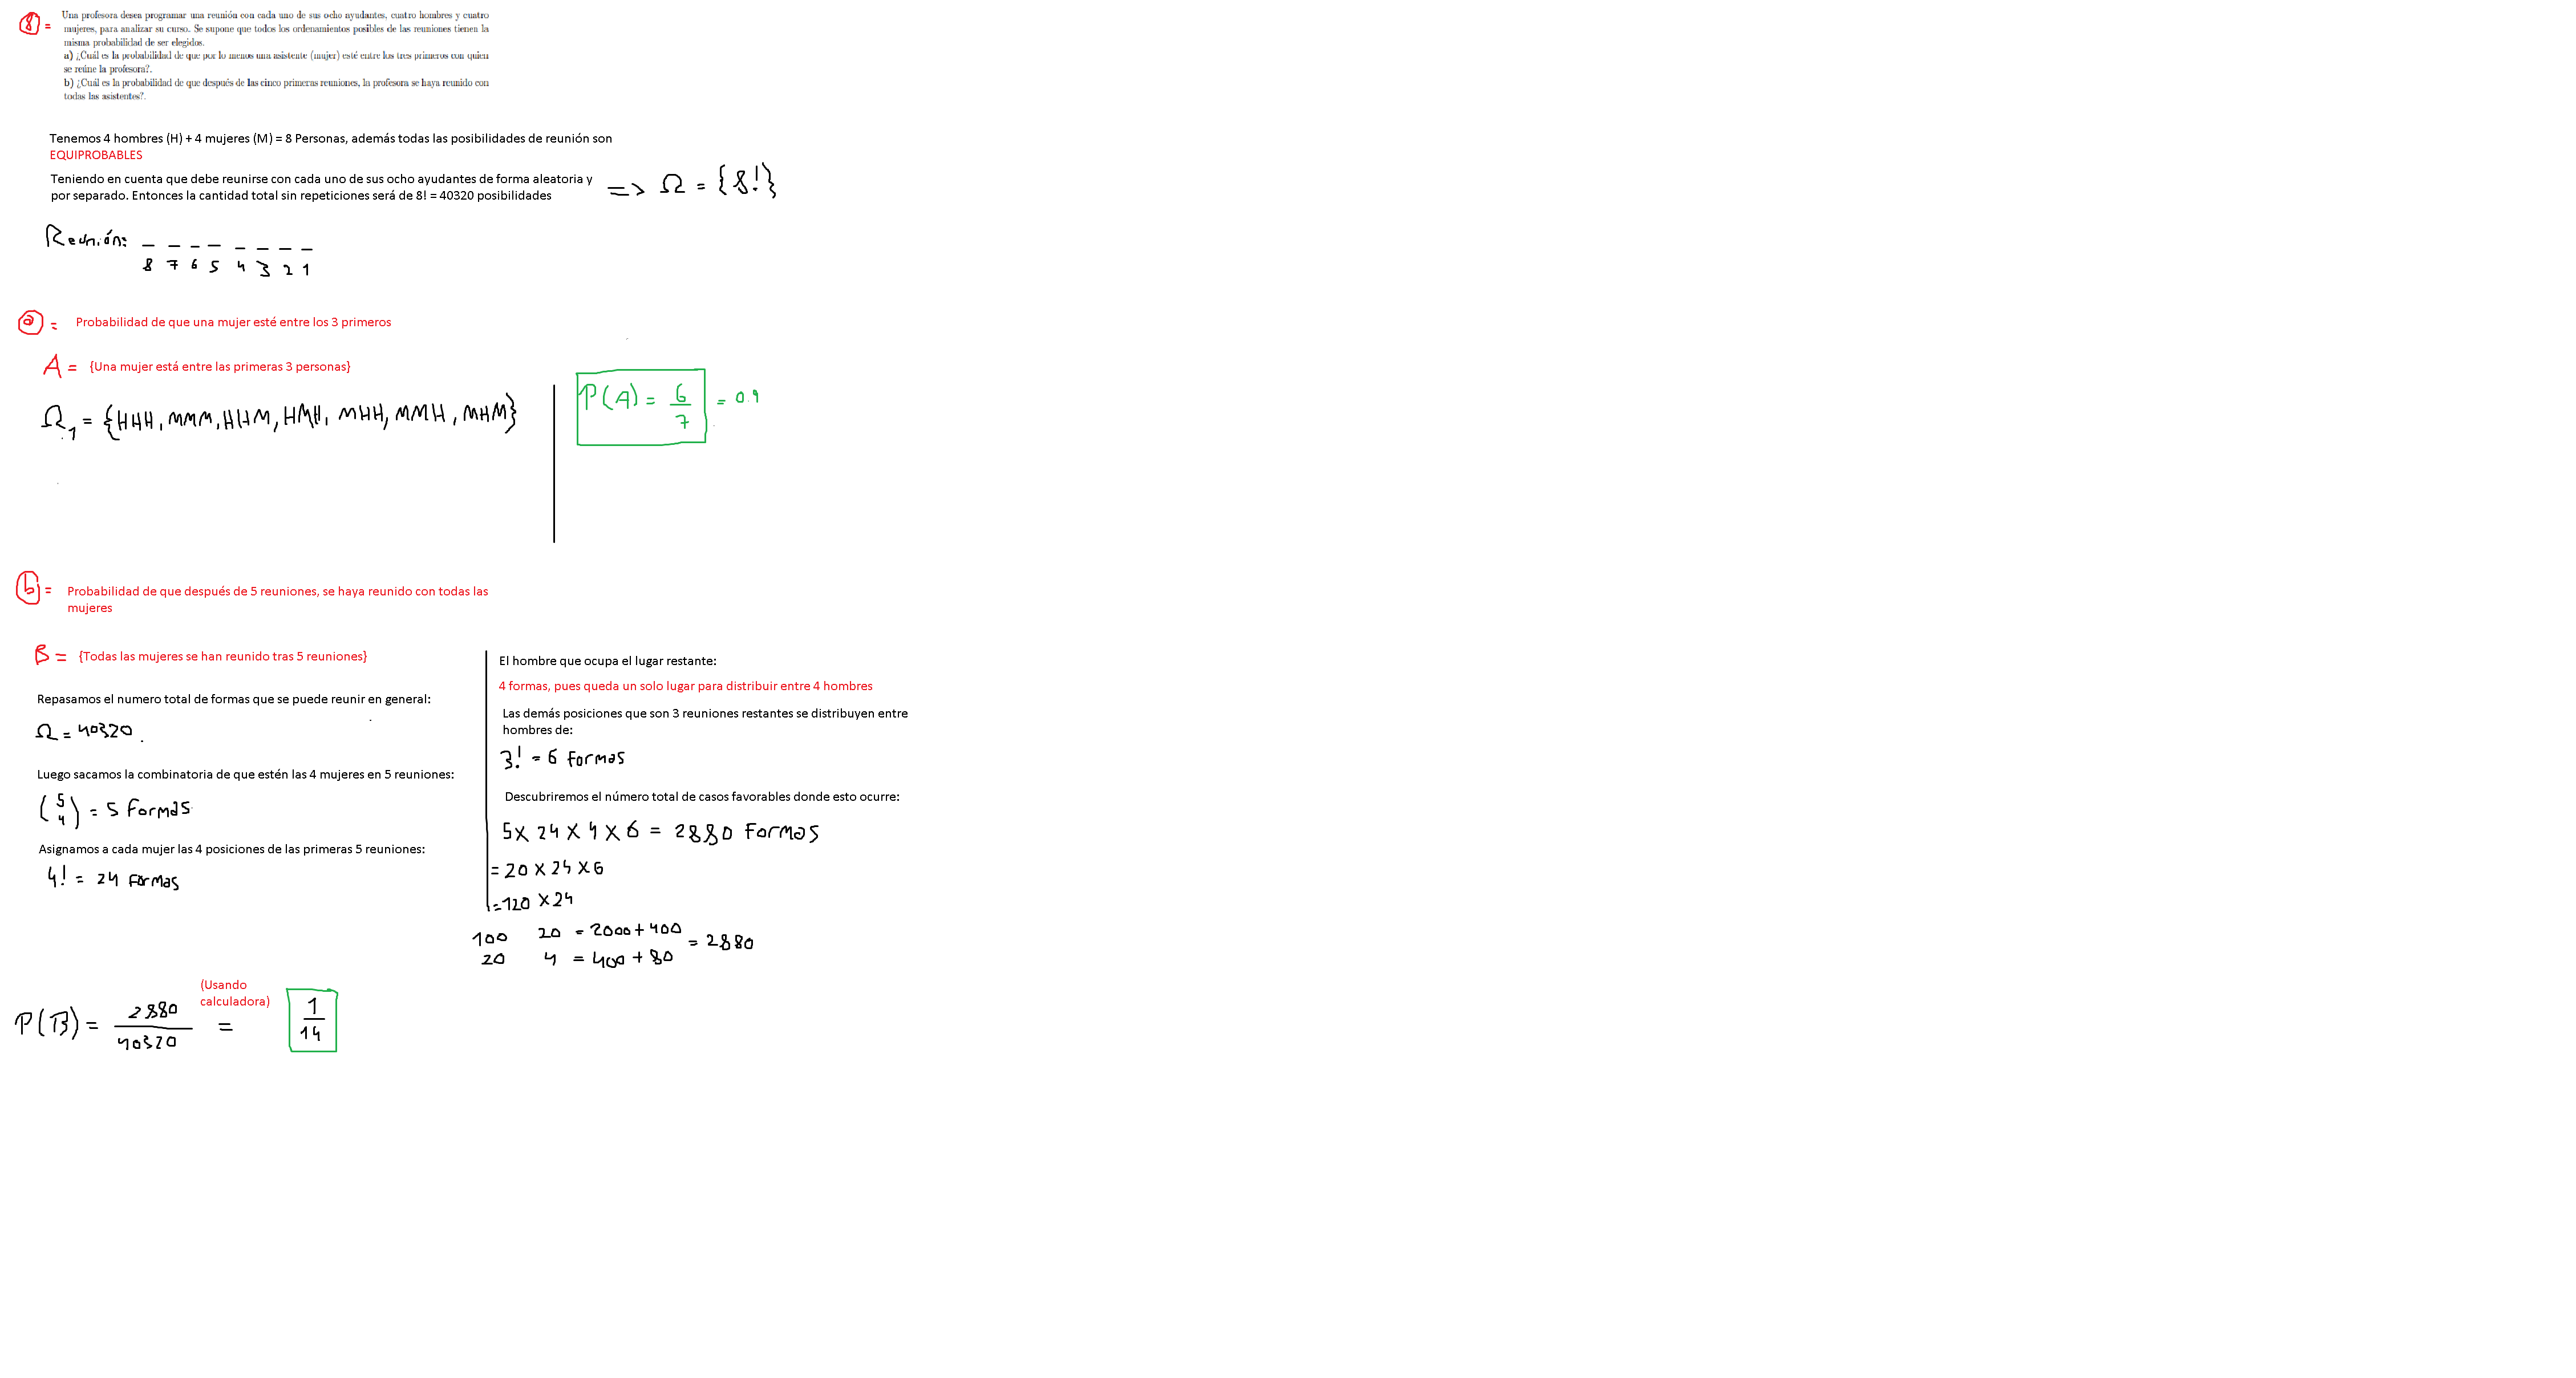 8 =
Una profesora desea programar una reunión con cada uno de sus ocho ayudantes, cuatro hombres y cuatro
mujeres, para analizar su curso. Se supone que todos los ordenamientos posibles de las reuniones tienen la
misma probabilidad de ser elegidos.
a) ¿Cuál es la probabilidad de que por lo menos una asistente (mujer) esté entre los tres primeros con quien
se reúne la profesora?.
b) ¿Cuál es la probabilidad de que después de las cinco primeras reuniones, la profesora se haya reunido con
todas las asistentes?.
Tenemos 4 hombres (H) + 4 mujeres (M) = 8 Personas, además todas las posibilidades de reunión son
EQUIPROBABLES
Teniendo en cuenta que debe reunirse con cada uno de sus ocho ayudantes de forma aleatoria y
por separado. Entonces la cantidad total sin repeticiones será de 8! = 40320 posibilidades
=> Ω = {8!}
Reunión: _ _ _ _ _ _ _ _
8 7 6 5 4 3 2 1
a = Probabilidad de que una mujer esté entre los 3 primeros
A = {Una mujer está entre las primeras 3 personas}
Ω1 = {HHH, MMM, HHM, HMH, MHH, MMH, MHM}
P(A) = 6/7 = 0.9
b = Probabilidad de que después de 5 reuniones, se haya reunido con todas las
mujeres
B = {Todas las mujeres se han reunido tras 5 reuniones}
Repasamos el numero total de formas que se puede reunir en general:
Ω = 40320.
Luego sacamos la combinatoria de que estén las 4 mujeres en 5 reuniones:
(5 4) = 5 Formas
Asignamos a cada mujer las 4 posiciones de las primeras 5 reuniones:
4! = 24 Formas
El hombre que ocupa el lugar restante:
4 formas, pues queda un solo lugar para distribuir entre 4 hombres
Las demás posiciones que son 3 reuniones restantes se distribuyen entre
hombres de:
3! = 6 Formas
Descubriremos el número total de casos favorables donde esto ocurre:
5 x 24 x 4 x 6 = 2880 Formas
= 20 x 24 x 6
= 120 x 24
100 20 = 2000 + 400
20 4 = 400 + 80
= 2880
P(B) = 2880/40320
(Usando
calculadora)
= 1/14